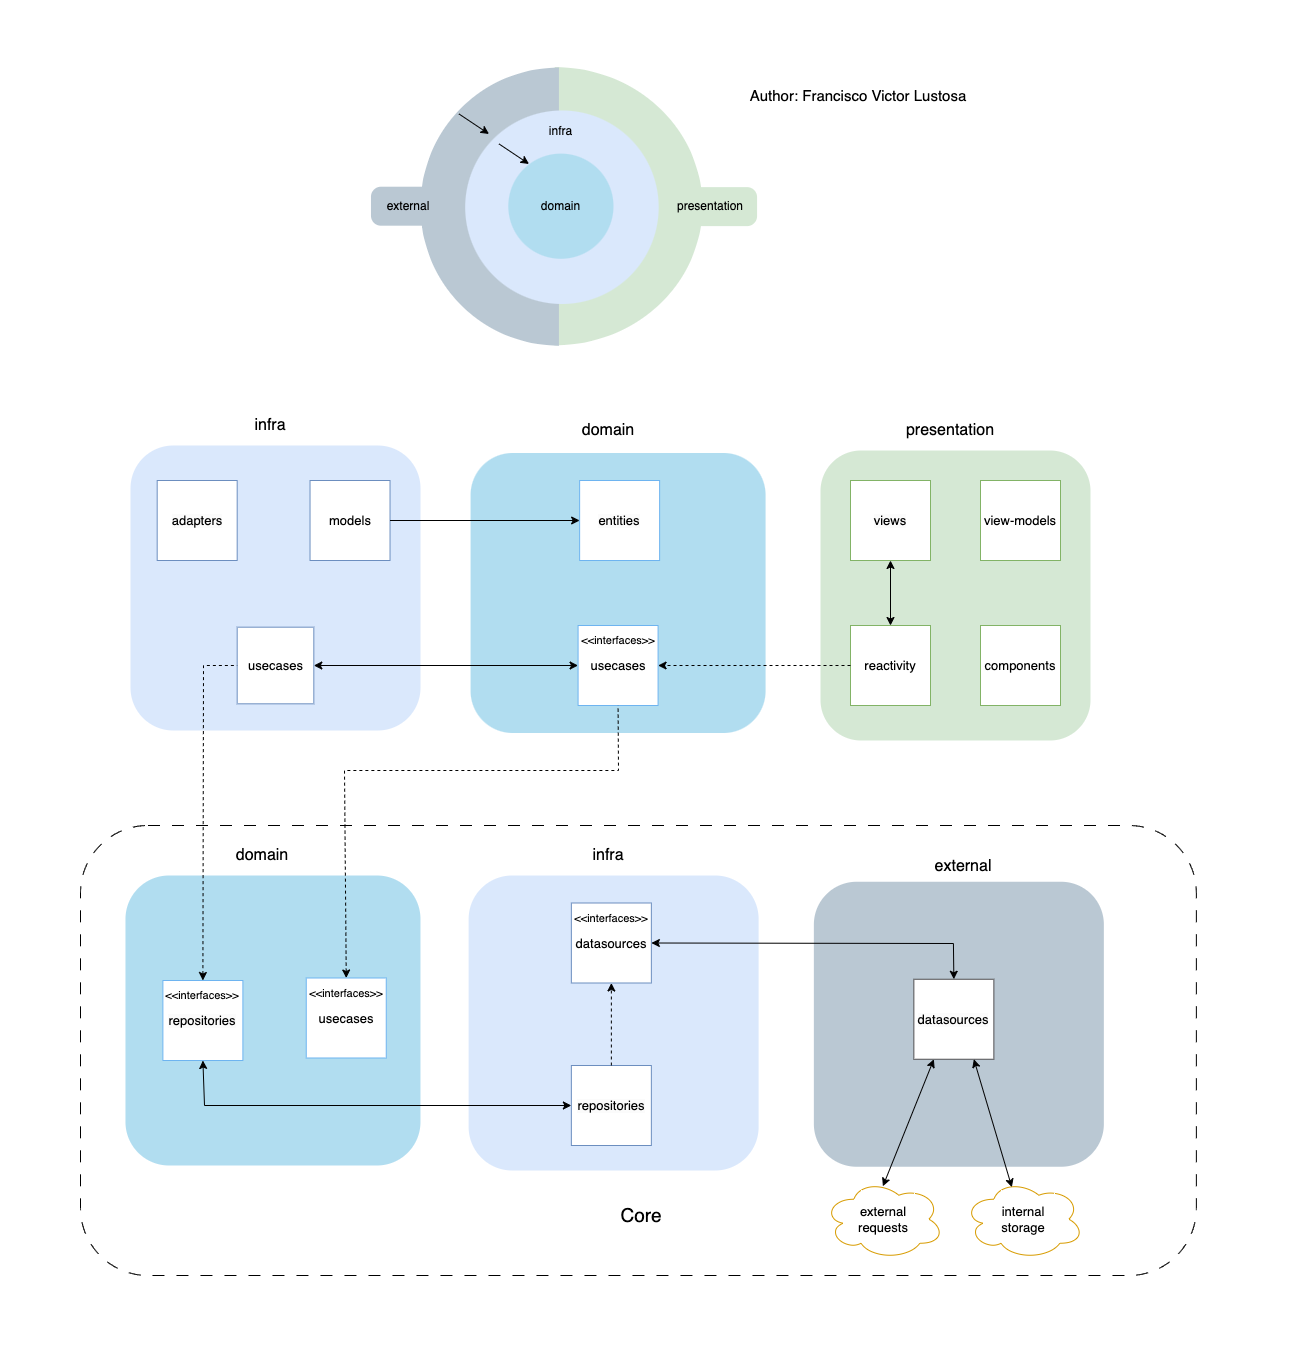 Author: Francisco Victor Lustosa
infra
external
domain
presentation
infra
domain
presentation
adapters
models
entities
views
view-models
usecases
<<interfaces>>
usecases
reactivity
components
domain
infra
external
<<interfaces>>
repositories
<<interfaces>>
usecases
<<interfaces>>
datasources
datasources
repositories
Core
external
requests
internal
storage